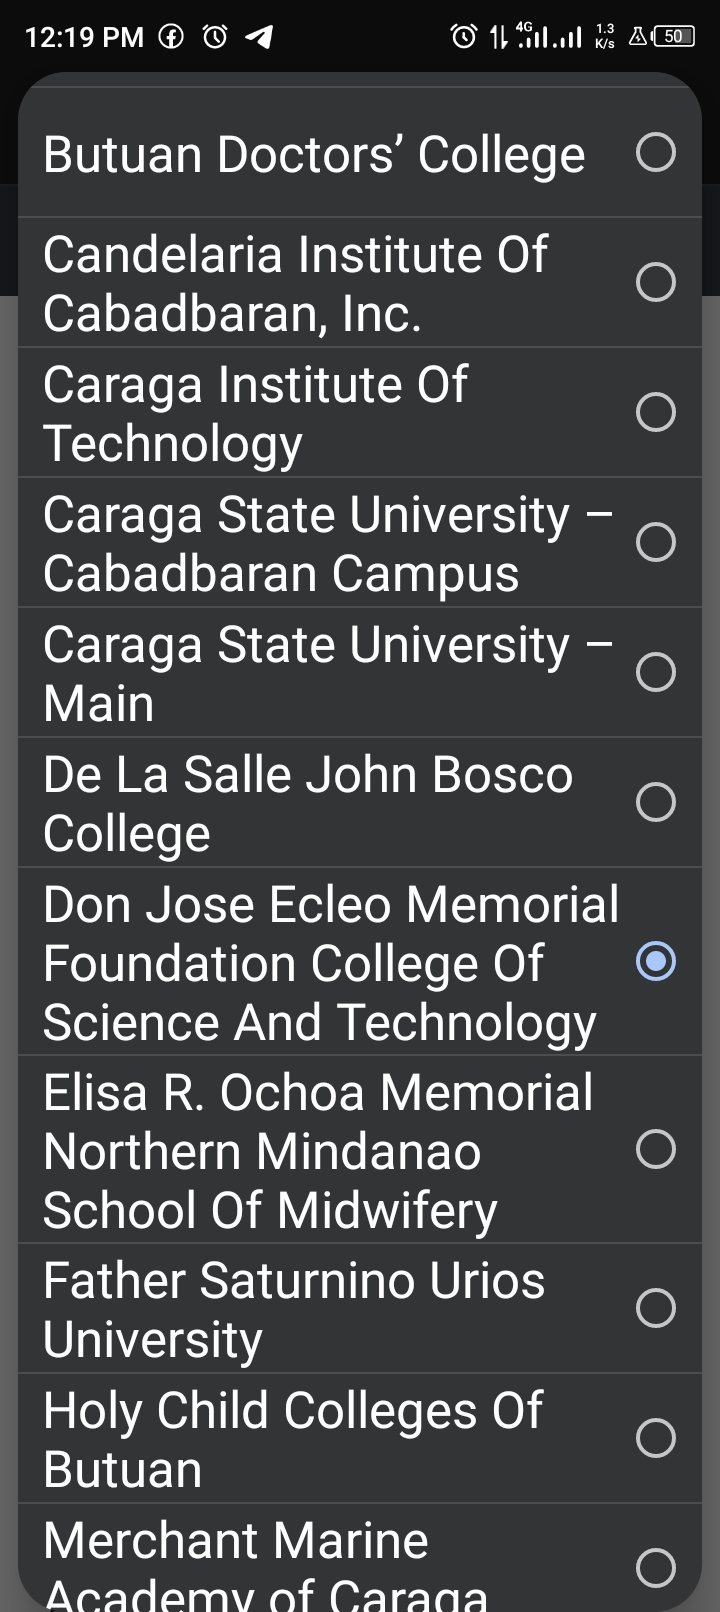 12:19 PM
4G
1.3
K/s
50
Butuan Doctors’ College
Candelaria Institute Of
Cabadbaran, Inc.
Caraga Institute Of
Technology
Caraga State University –
Cabadbaran Campus
Caraga State University –
Main
De La Salle John Bosco
College
Don Jose Ecleo Memorial
Foundation College Of
Science And Technology
Elisa R. Ochoa Memorial
Northern Mindanao
School Of Midwifery
Father Saturnino Urios
University
Holy Child Colleges Of
Butuan
Merchant Marine
Academy of Caraga